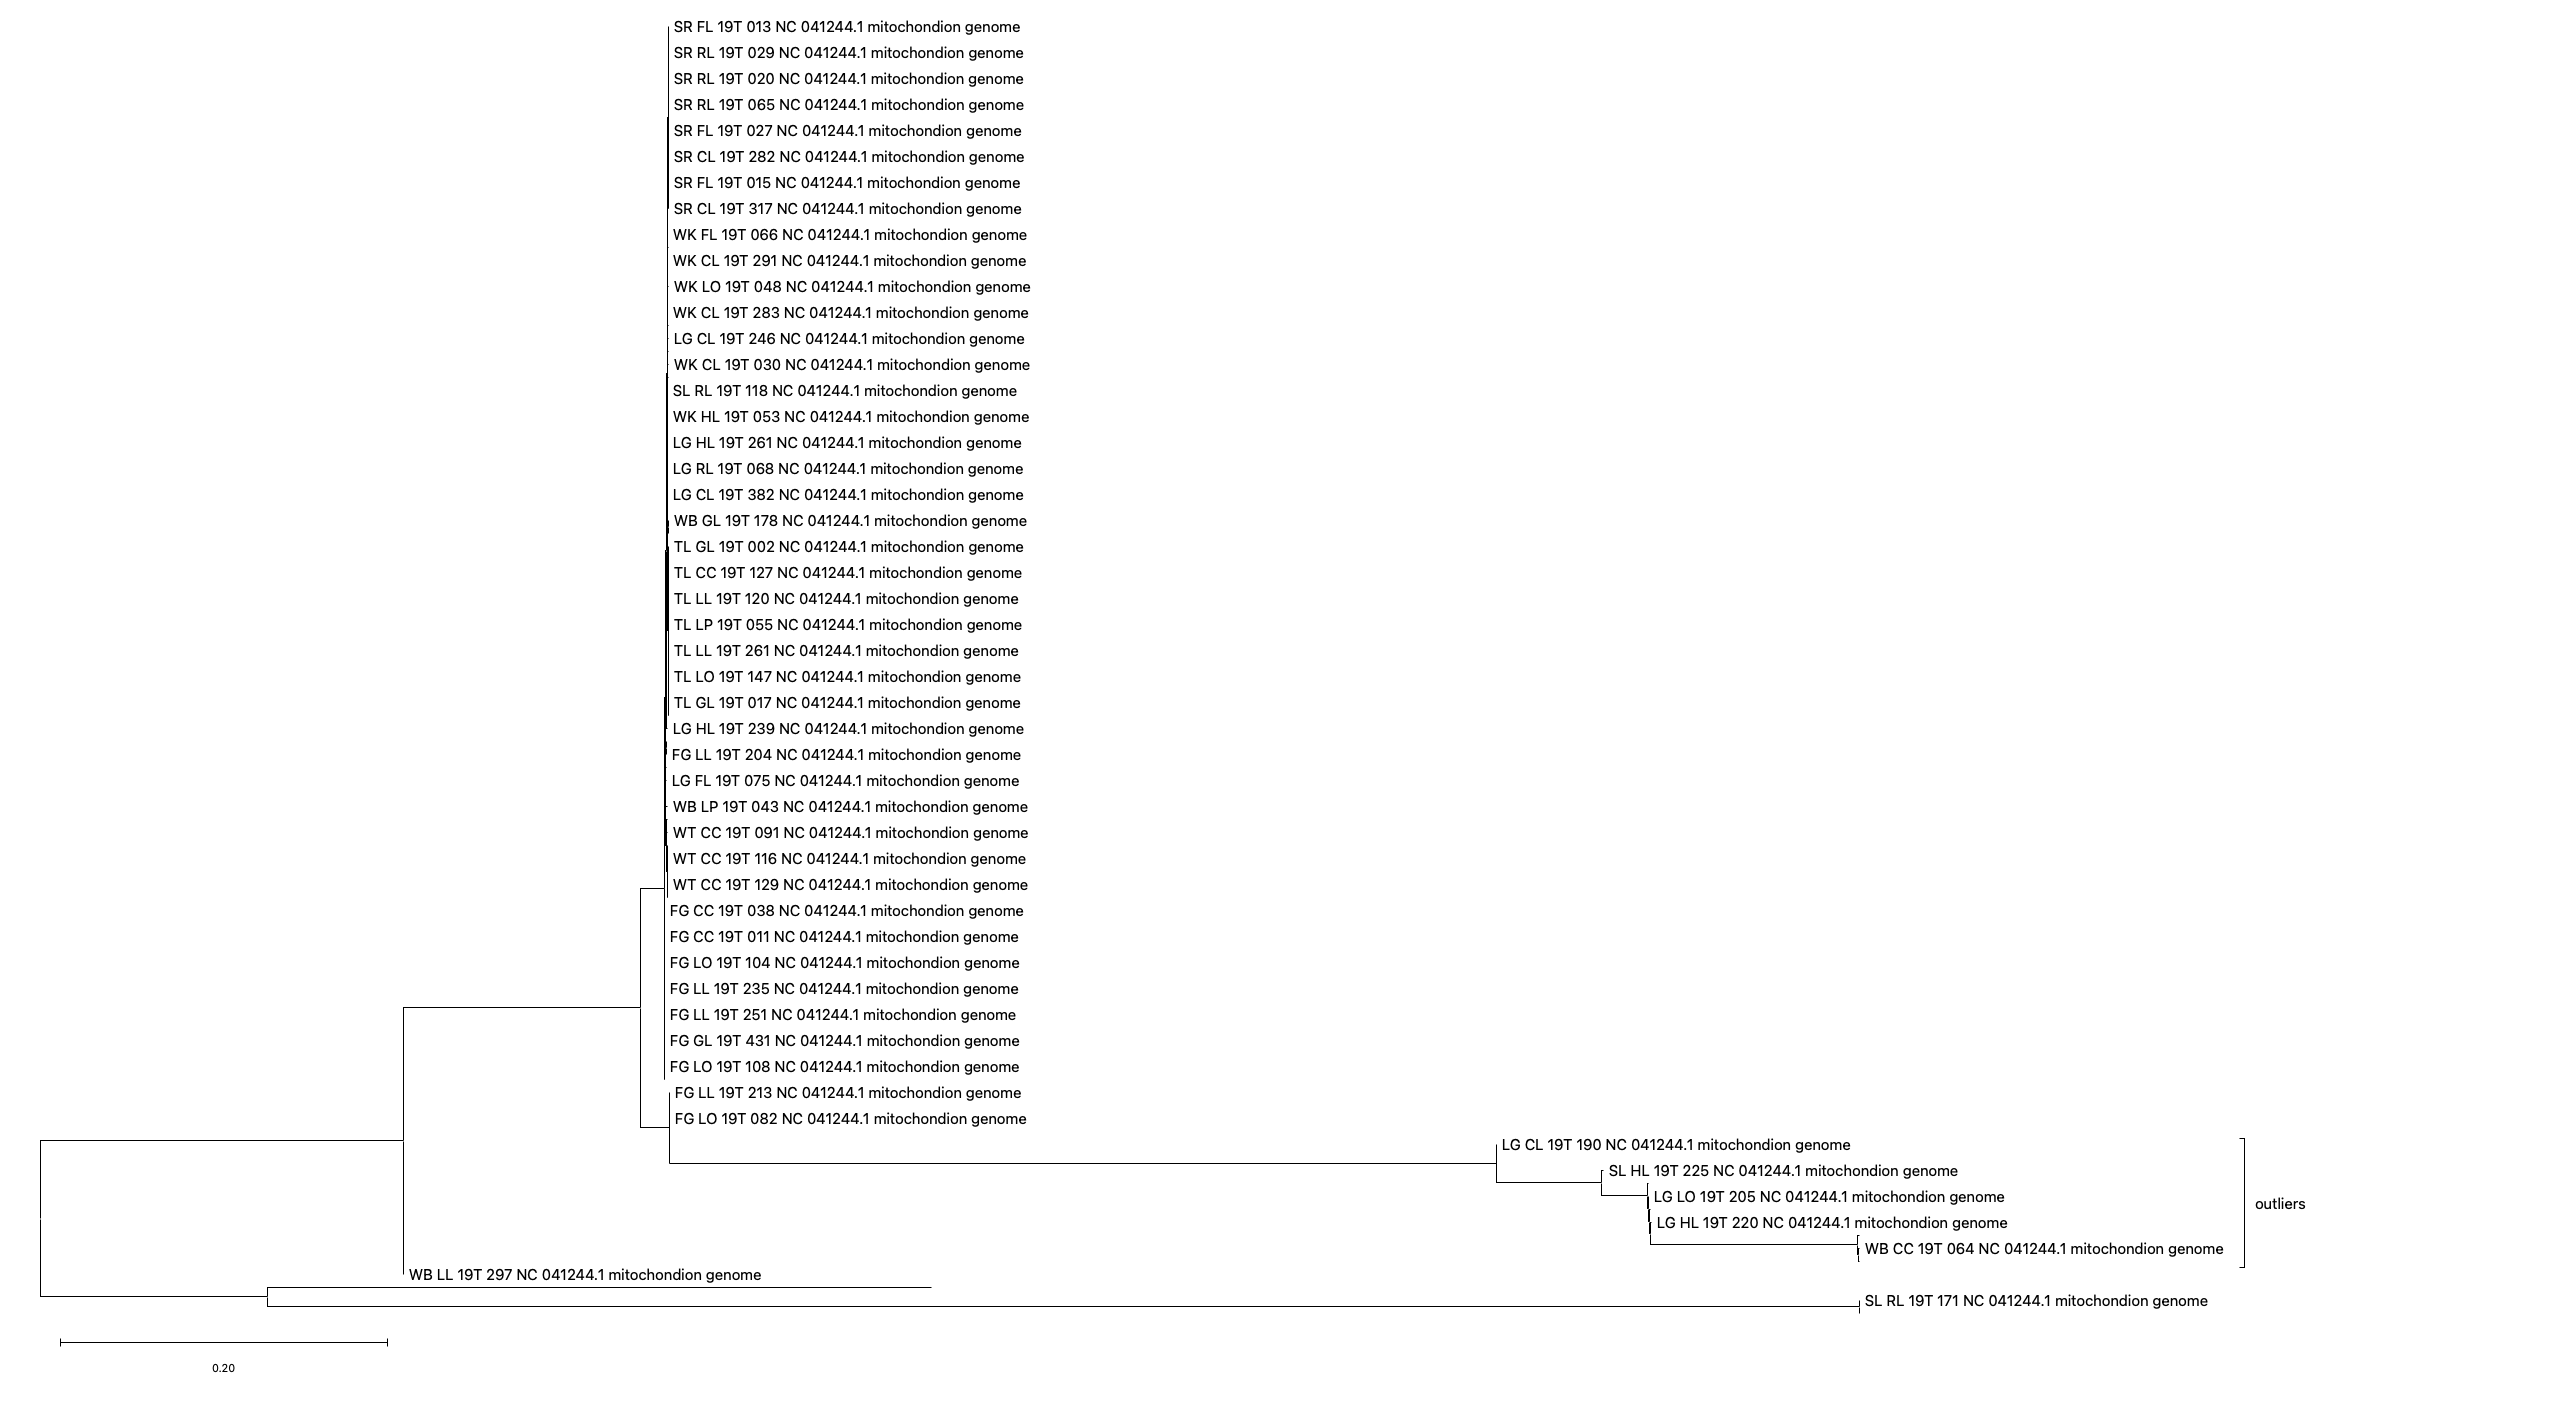 SR FL 19T 013 NC 041244.1 mitochondion genome
SR RL 19T 029 NC 041244.1 mitochondion genome
SR RL 19T 020 NC 041244.1 mitochondion genome
SR RL 19T 065 NC 041244.1 mitochondion genome
SR FL 19T 027 NC 041244.1 mitochondion genome
SR CL 19T 282 NC 041244.1 mitochondion genome
SR FL 19T 015 NC 041244.1 mitochondion genome
SR CL 19T 317 NC 041244.1 mitochondion genome
WK FL 19T 066 NC 041244.1 mitochondion genome
WK CL 19T 291 NC 041244.1 mitochondion genome
WK LO 19T 048 NC 041244.1 mitochondion genome
WK CL 19T 283 NC 041244.1 mitochondion genome
LG CL 19T 246 NC 041244.1 mitochondion genome
WK CL 19T 030 NC 041244.1 mitochondion genome
SL RL 19T 118 NC 041244.1 mitochondion genome
WK HL 19T 053 NC 041244.1 mitochondion genome
LG HL 19T 261 NC 041244.1 mitochondion genome
LG RL 19T 068 NC 041244.1 mitochondion genome
LG CL 19T 382 NC 041244.1 mitochondion genome
WB GL 19T 178 NC 041244.1 mitochondion genome
TL GL 19T 002 NC 041244.1 mitochondion genome
TL CC 19T 127 NC 041244.1 mitochondion genome
TL LL 19T 120 NC 041244.1 mitochondion genome
TL LP 19T 055 NC 041244.1 mitochondion genome
TL LL 19T 261 NC 041244.1 mitochondion genome
TL LO 19T 147 NC 041244.1 mitochondion genome
TL GL 19T 017 NC 041244.1 mitochondion genome
LG HL 19T 239 NC 041244.1 mitochondion genome
FG LL 19T 204 NC 041244.1 mitochondion genome
LG FL 19T 075 NC 041244.1 mitochondion genome
WB LP 19T 043 NC 041244.1 mitochondion genome
WT CC 19T 091 NC 041244.1 mitochondion genome
WT CC 19T 116 NC 041244.1 mitochondion genome
WT CC 19T 129 NC 041244.1 mitochondion genome
FG CC 19T 038 NC 041244.1 mitochondion genome
FG CC 19T 011 NC 041244.1 mitochondion genome
FG LO 19T 104 NC 041244.1 mitochondion genome
FG LL 19T 235 NC 041244.1 mitochondion genome
FG LL 19T 251 NC 041244.1 mitochondion genome
FG GL 19T 431 NC 041244.1 mitochondion genome
FG LO 19T 108 NC 041244.1 mitochondion genome
FG LL 19T 213 NC 041244.1 mitochondion genome
FG LO 19T 082 NC 041244.1 mitochondion genome
LG CL 19T 190 NC 041244.1 mitochondion genome
SL HL 19T 225 NC 041244.1 mitochondion genome
LG LO 19T 205 NC 041244.1 mitochondion genome
outliers
LG HL 19T 220 NC 041244.1 mitochondion genome
WB CC 19T 064 NC 041244.1 mitochondion genome
WB LL 19T 297 NC 041244.1 mitochondion genome
SL RL 19T 171 NC 041244.1 mitochondion genome
0.20